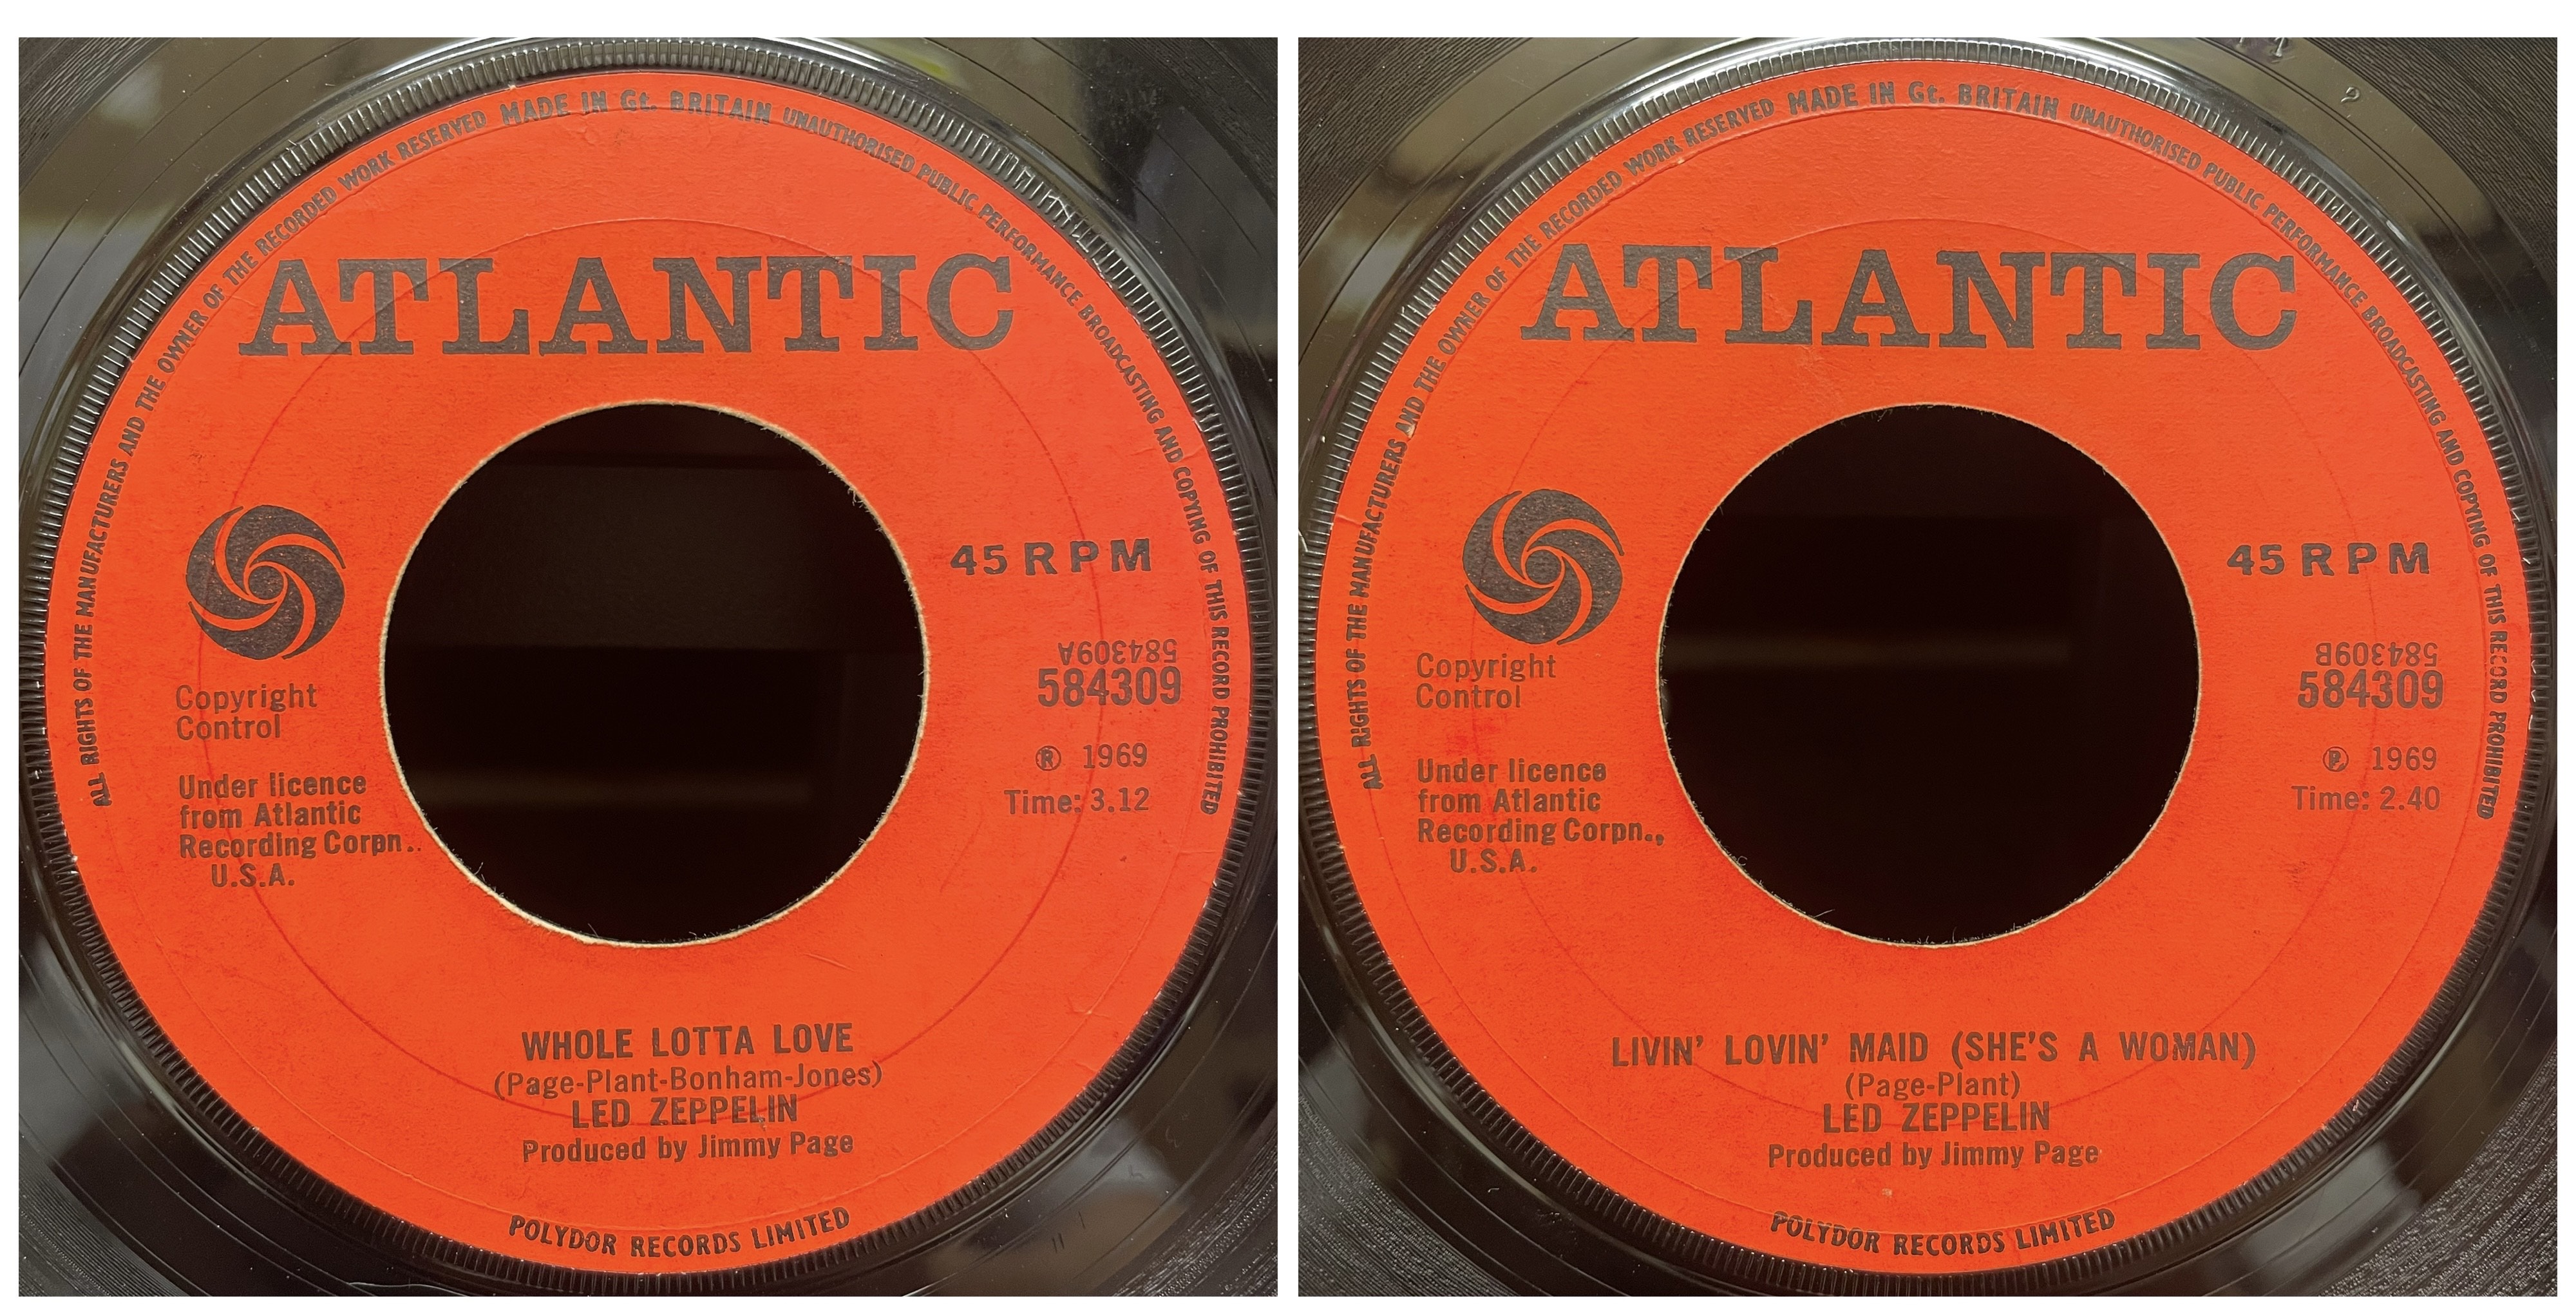 ALL RIGHTS OF THE MANUFACTURERS AND THE OWNER OF THE RECORDED WORK RESERVED MADE IN Gt. BRITAIN UNAUTHORISED PUBLIC PERFORMANCE BROADCASTING AND COPYING OF THIS RECORD PROHIBITED
ATLANTIC
45 RPM
584309A
584309
Ⓡ 1969
Time: 3.12
Copyright
Control
Under licence
from Atlantic
Recording Corpn..
U.S.A.
WHOLE LOTTA LOVE
(Page-Plant-Bonham-Jones)
LED ZEPPELIN
Produced by Jimmy Page
POLYDOR RECORDS LIMITED
ALL RIGHTS OF THE MANUFACTURERS AND THE OWNER OF THE RECORDED WORK RESERVED MADE IN Gt. BRITAIN UNAUTHORISED PUBLIC PERFORMANCE BROADCASTING AND COPYING OF THIS RECORD PROHIBITED
ATLANTIC
45 RPM
584309B
584309
℗ 1969
Time: 2.40
Copyright
Control
Under licence
from Atlantic
Recording Corpn.,
U.S.A.
LIVIN' LOVIN' MAID (SHE'S A WOMAN)
(Page-Plant)
LED ZEPPELIN
Produced by Jimmy Page
POLYDOR RECORDS LIMITED